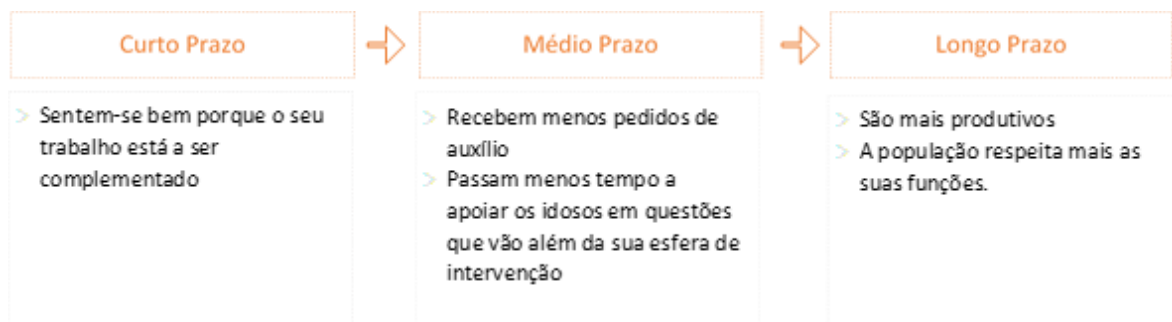 Curto Prazo
Médio Prazo
Longo Prazo
Sentem-se bem porque o seu
trabalho está a ser
complementado
Recebem menos pedidos de
auxílio
Passam menos tempo a
apoiar os idosos em questões
que vão além da sua esfera de
intervenção
São mais produtivos
A população respeita mais as
suas funções.